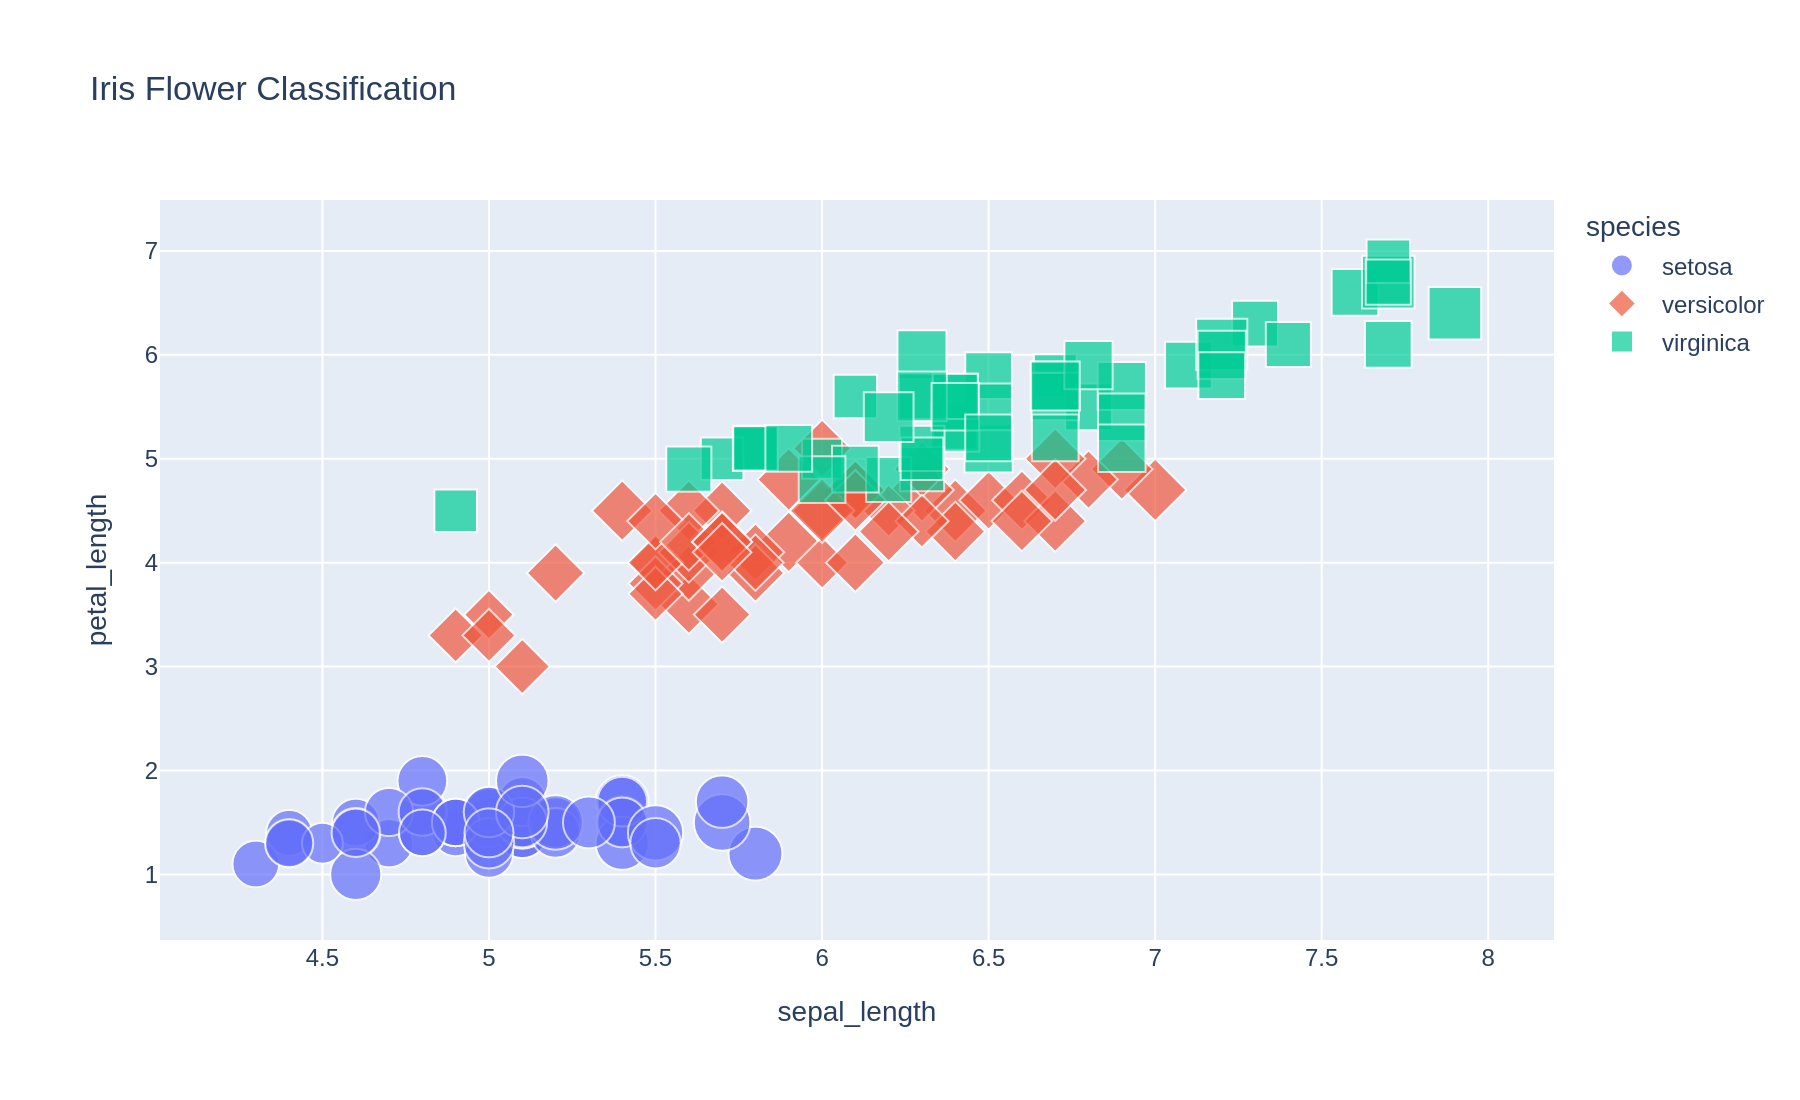 Iris Flower Classification
species
setosa
versicolor
virginica
petal_length
7
6
5
4
3
2
1
4.5 5 5.5 6 6.5 7 7.5 8
sepal_length